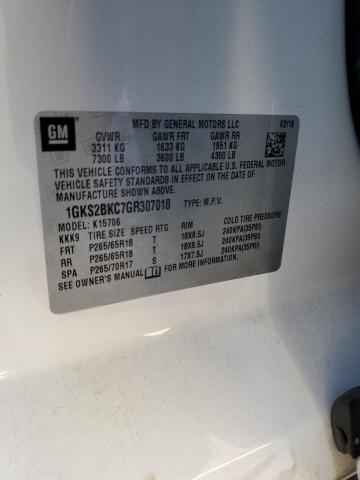 GM
MFD BY GENERAL MOTORS LLC 02/16
GVWR GAWR FRT GAWR RR
3311 KG 1633 KG 1951 KG
7300 LB 3600 LB 4300 LB
THIS VEHICLE CONFORMS TO ALL APPLICABLE U.S. FEDERAL MOTOR
VEHICLE SAFETY AND THEFT PREVENTION STANDARDS IN EFFECT ON
THE DATE OF MANUFACTURE SHOWN ABOVE.
1GKS2BKC7GR307018 TYPE: M.P.V.
MODEL: K15706
KKK9 TIRE SIZE SPEED RTG RIM COLD TIRE PRESSURE
FRT P265/65R18 T 18X8.5J 240KPA(35PSI)
RR P265/65R18 T 18X8.5J 240KPA(35PSI)
SPA P265/70R17 S 17X7.5J 240KPA(35PSI)
SEE OWNER'S MANUAL